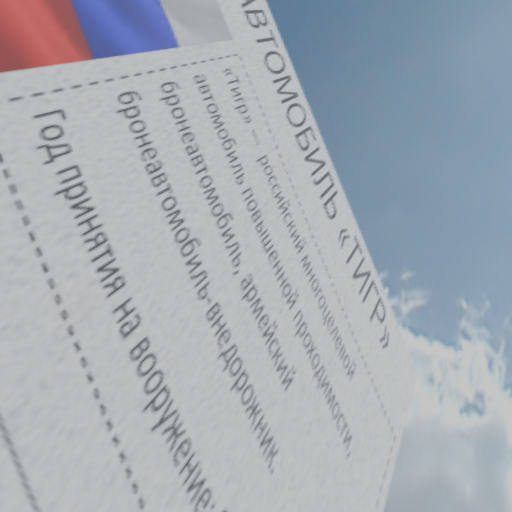 АВТОМОБИЛЬ «ТИГР»
«Тигр» — российский многоцелевой
автомобиль повышенной проходимости,
бронеавтомобиль, армейский
бронеавтомобиль-внедорожник.
Год принятия на вооружение: